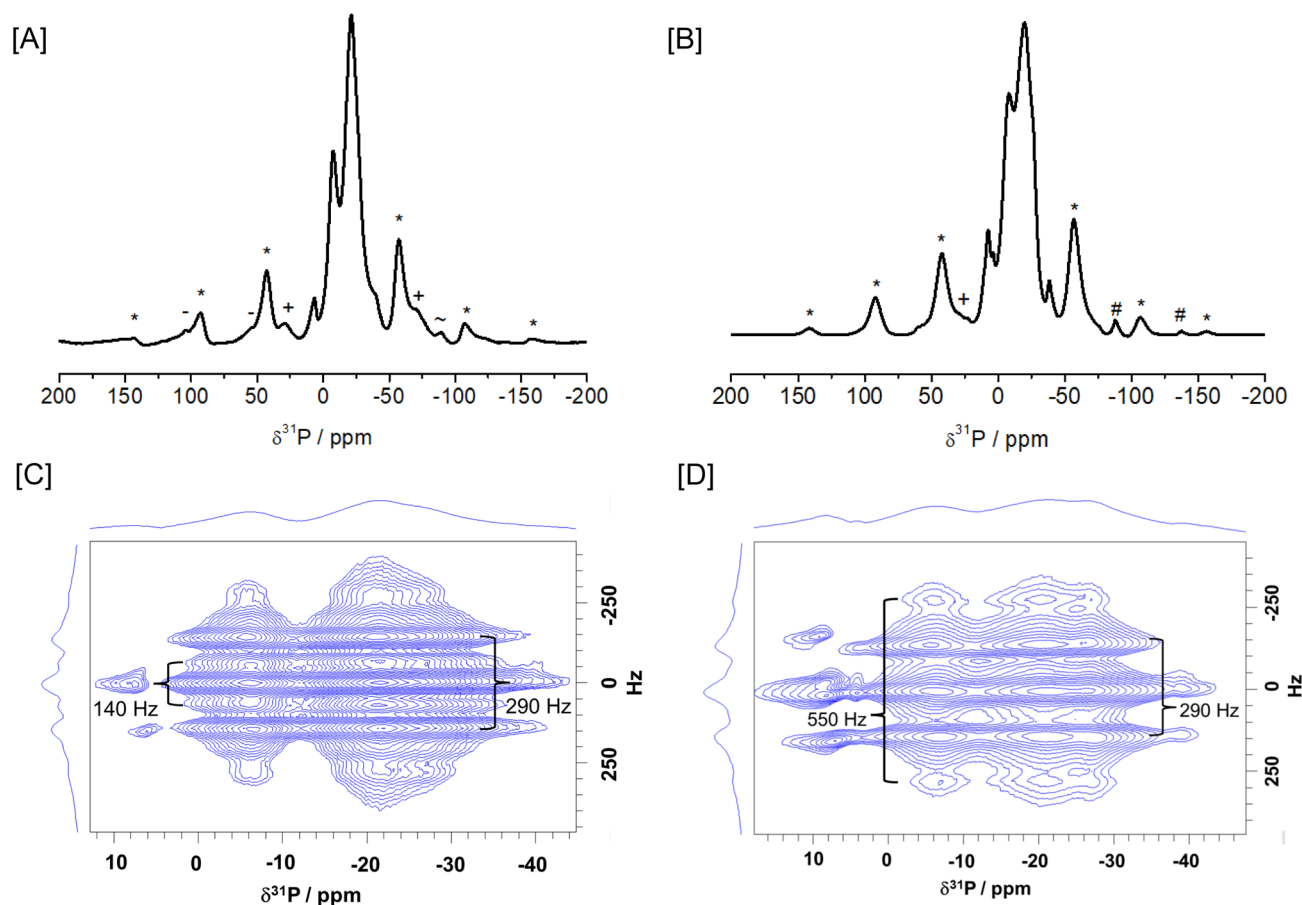 [A]
* - * - * + * + ~ * *
200 150 100 50 0 -50 -100 -150 -200
δ³¹P / ppm
[B]
* * * + * # * # *
200 150 100 50 0 -50 -100 -150 -200
δ³¹P / ppm
[C]
-250
0
250
Hz
140 Hz
290 Hz
10 0 -10 -20 -30 -40
δ³¹P / ppm
[D]
-250
0
250
Hz
550 Hz
290 Hz
10 0 -10 -20 -30 -40
δ³¹P / ppm